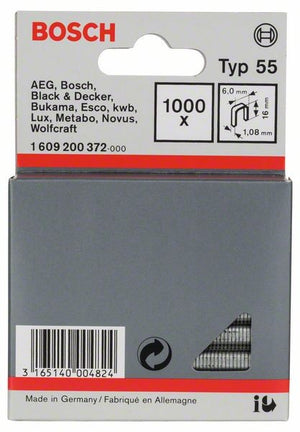 BOSCH
Typ 55
AEG, Bosch,
Black & Decker,
Bukama, Esco, kwb,
Lux, Metabo, Novus,
Wolfcraft
1 609 200 372-000
1000
x
6.0 mm
16 mm
1,08 mm
3 165140 004824
Made in Germany / Fabriqué en Allemagne